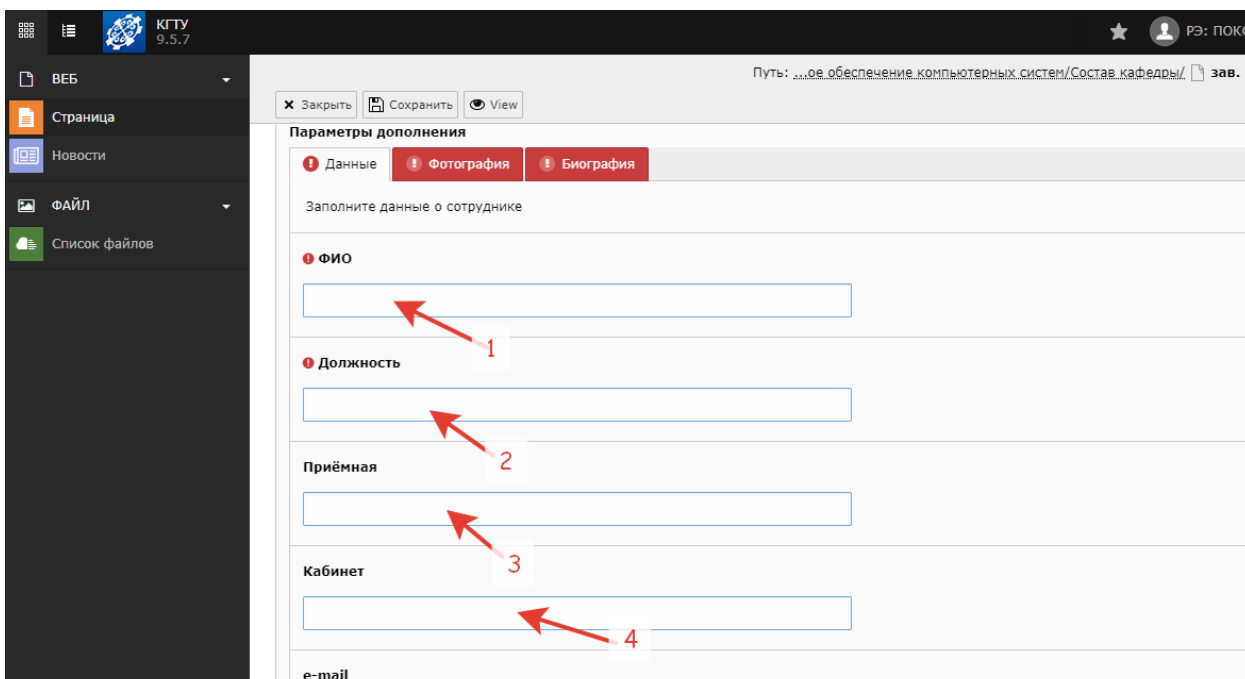 КГТУ
9.5.7
РЭ: ПОКС
ВЕБ
Страница
Новости
ФАЙЛ
Список файлов
Путь: ...ое обеспечение компьютерных систем/Состав кафедры/ зав.
Закрыть Сохранить View
Параметры дополнения
Данные Фотография Биография
Заполните данные о сотруднике
ФИО
1
Должность
2
Приёмная
3
Кабинет
4
e-mail